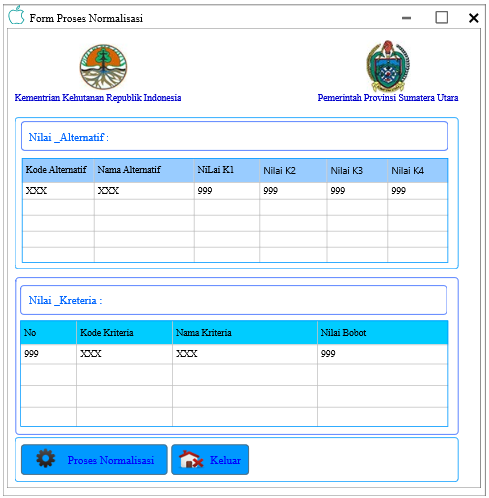 Form Proses Normalisasi
Kementrian Kehutanan Republik Indonesia
Pemerintah Provinsi Sumatera Utara
Nilai _Alternatif :
Kode Alternatif Nama Alternatif NiLai K1 Nilai K2 Nilai K3 Nilai K4
XXX XXX 999 999 999 999
Nilai _Kreteria :
No Kode Kriteria Nama Kriteria Nilai Bobot
999 XXX XXX 999
Proses Normalisasi Keluar